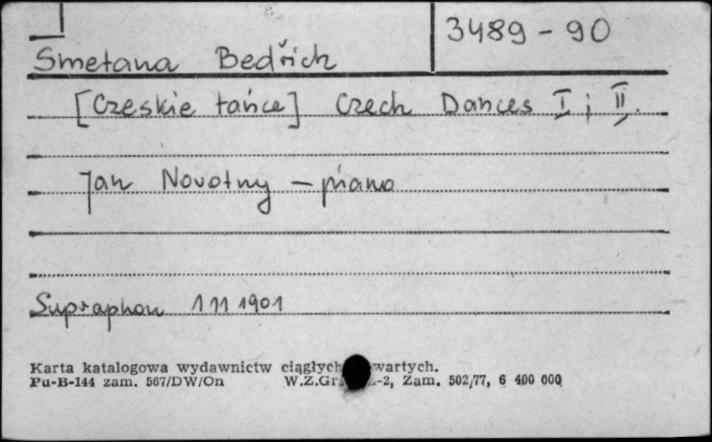 3489-90
Smetana Bedřich
[Czeskie tańce] Czech Dances I i II.
Jan Novotny - piano
Supraphon 1 11 1901
Karta katalogowa wydawnictw ciągłych
Pu-B-144 zam. 567/DW/On W.Z.Gr -2, Zam. 502/77, 6 400 000